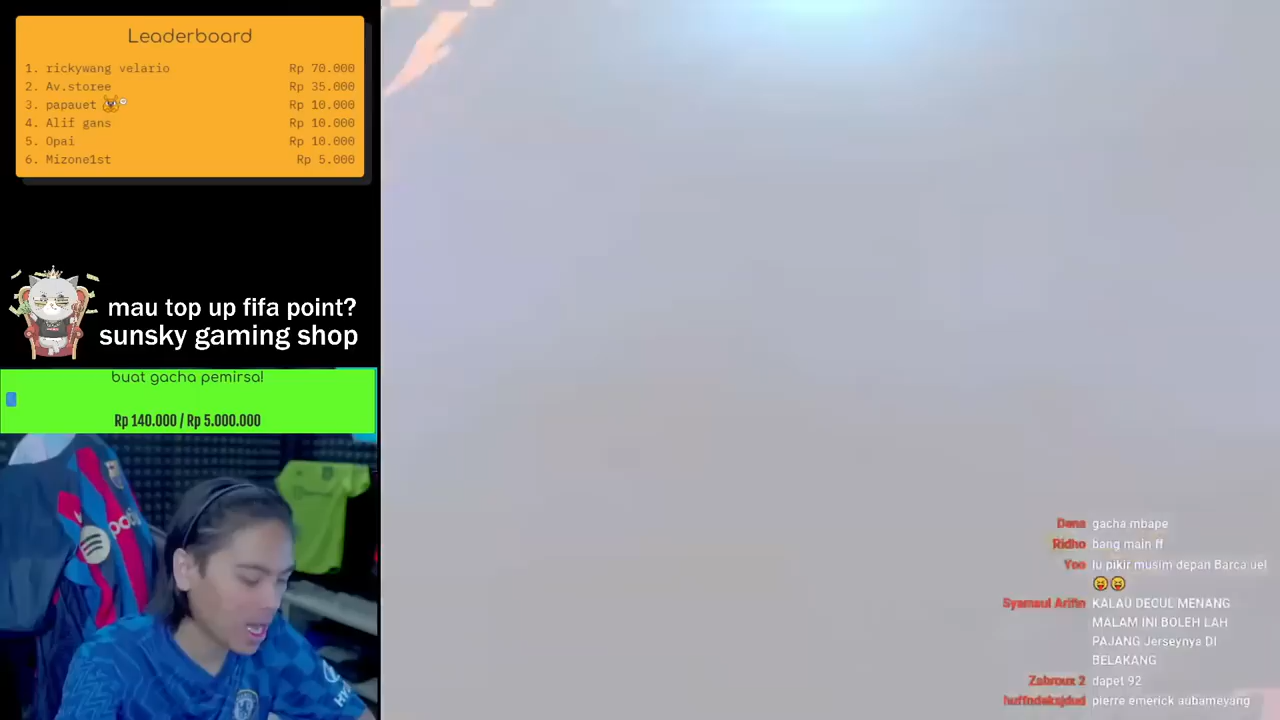 Leaderboard
1. rickywang velario Rp 70.000
2. Av.storee Rp 35.000
3. papauet Rp 10.000
4. Alif gans Rp 10.000
5. Opai Rp 10.000
6. Mizone1st Rp 5.000
mau top up fifa point?
sunsky gaming shop
buat gacha pemirsa!
Rp 140.000 / Rp 5.000.000
Dena gacha mbape
Ridho bang main ff
Yoo lu pikir musim depan Barca uel
😛😛
Syamsul Arifin KALAU DECUL MENANG
MALAM INI BOLEH LAH
PAJANG Jerseynya DI
BELAKANG
Zabroux 2 dapet 92
pierre emerick aubameyang